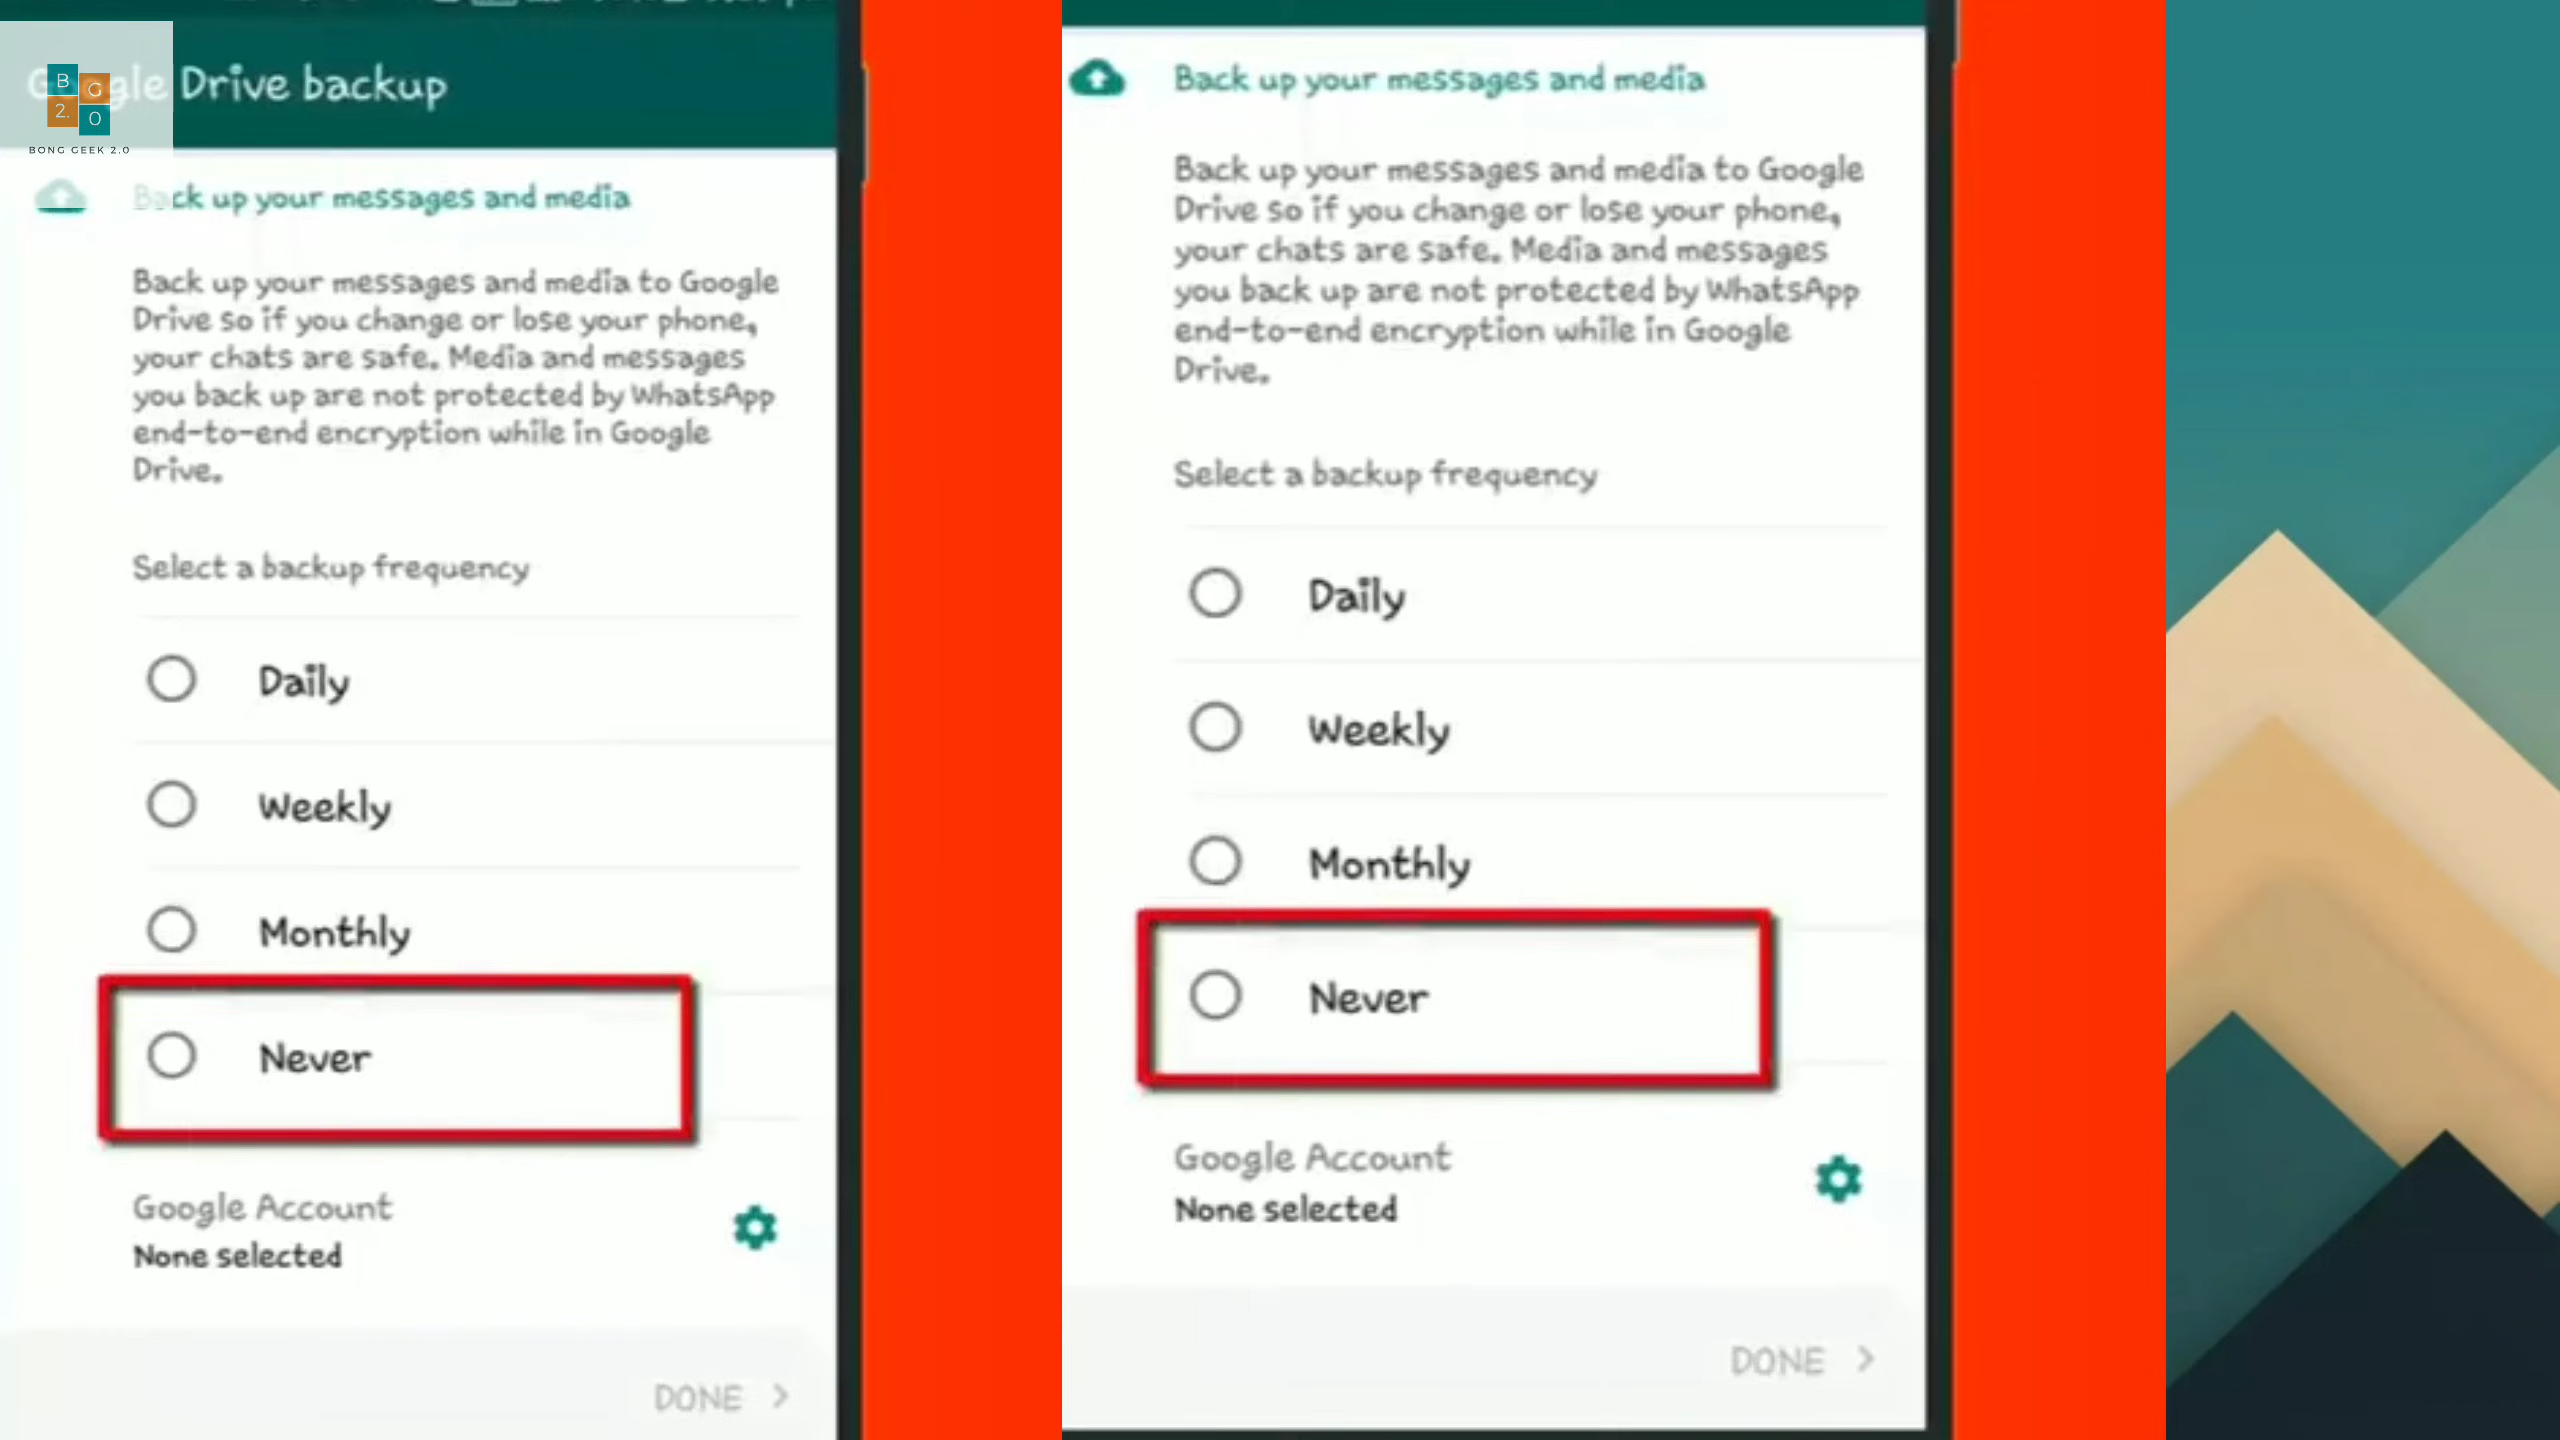 Google Drive backup
B
G
2.
O
BONG GEEK 2.0
Back up your messages and media
Back up your messages and media to Google
Drive so if you change or lose your phone,
your chats are safe. Media and messages
you back up are not protected by WhatsApp
end-to-end encryption while in Google
Drive.
Select a backup frequency
Daily
Weekly
Monthly
Never
Google Account
None selected
DONE >
Back up your messages and media
Back up your messages and media to Google
Drive so if you change or lose your phone,
your chats are safe. Media and messages
you back up are not protected by WhatsApp
end-to-end encryption while in Google
Drive.
Select a backup frequency
Daily
Weekly
Monthly
Never
Google Account
None selected
DONE >